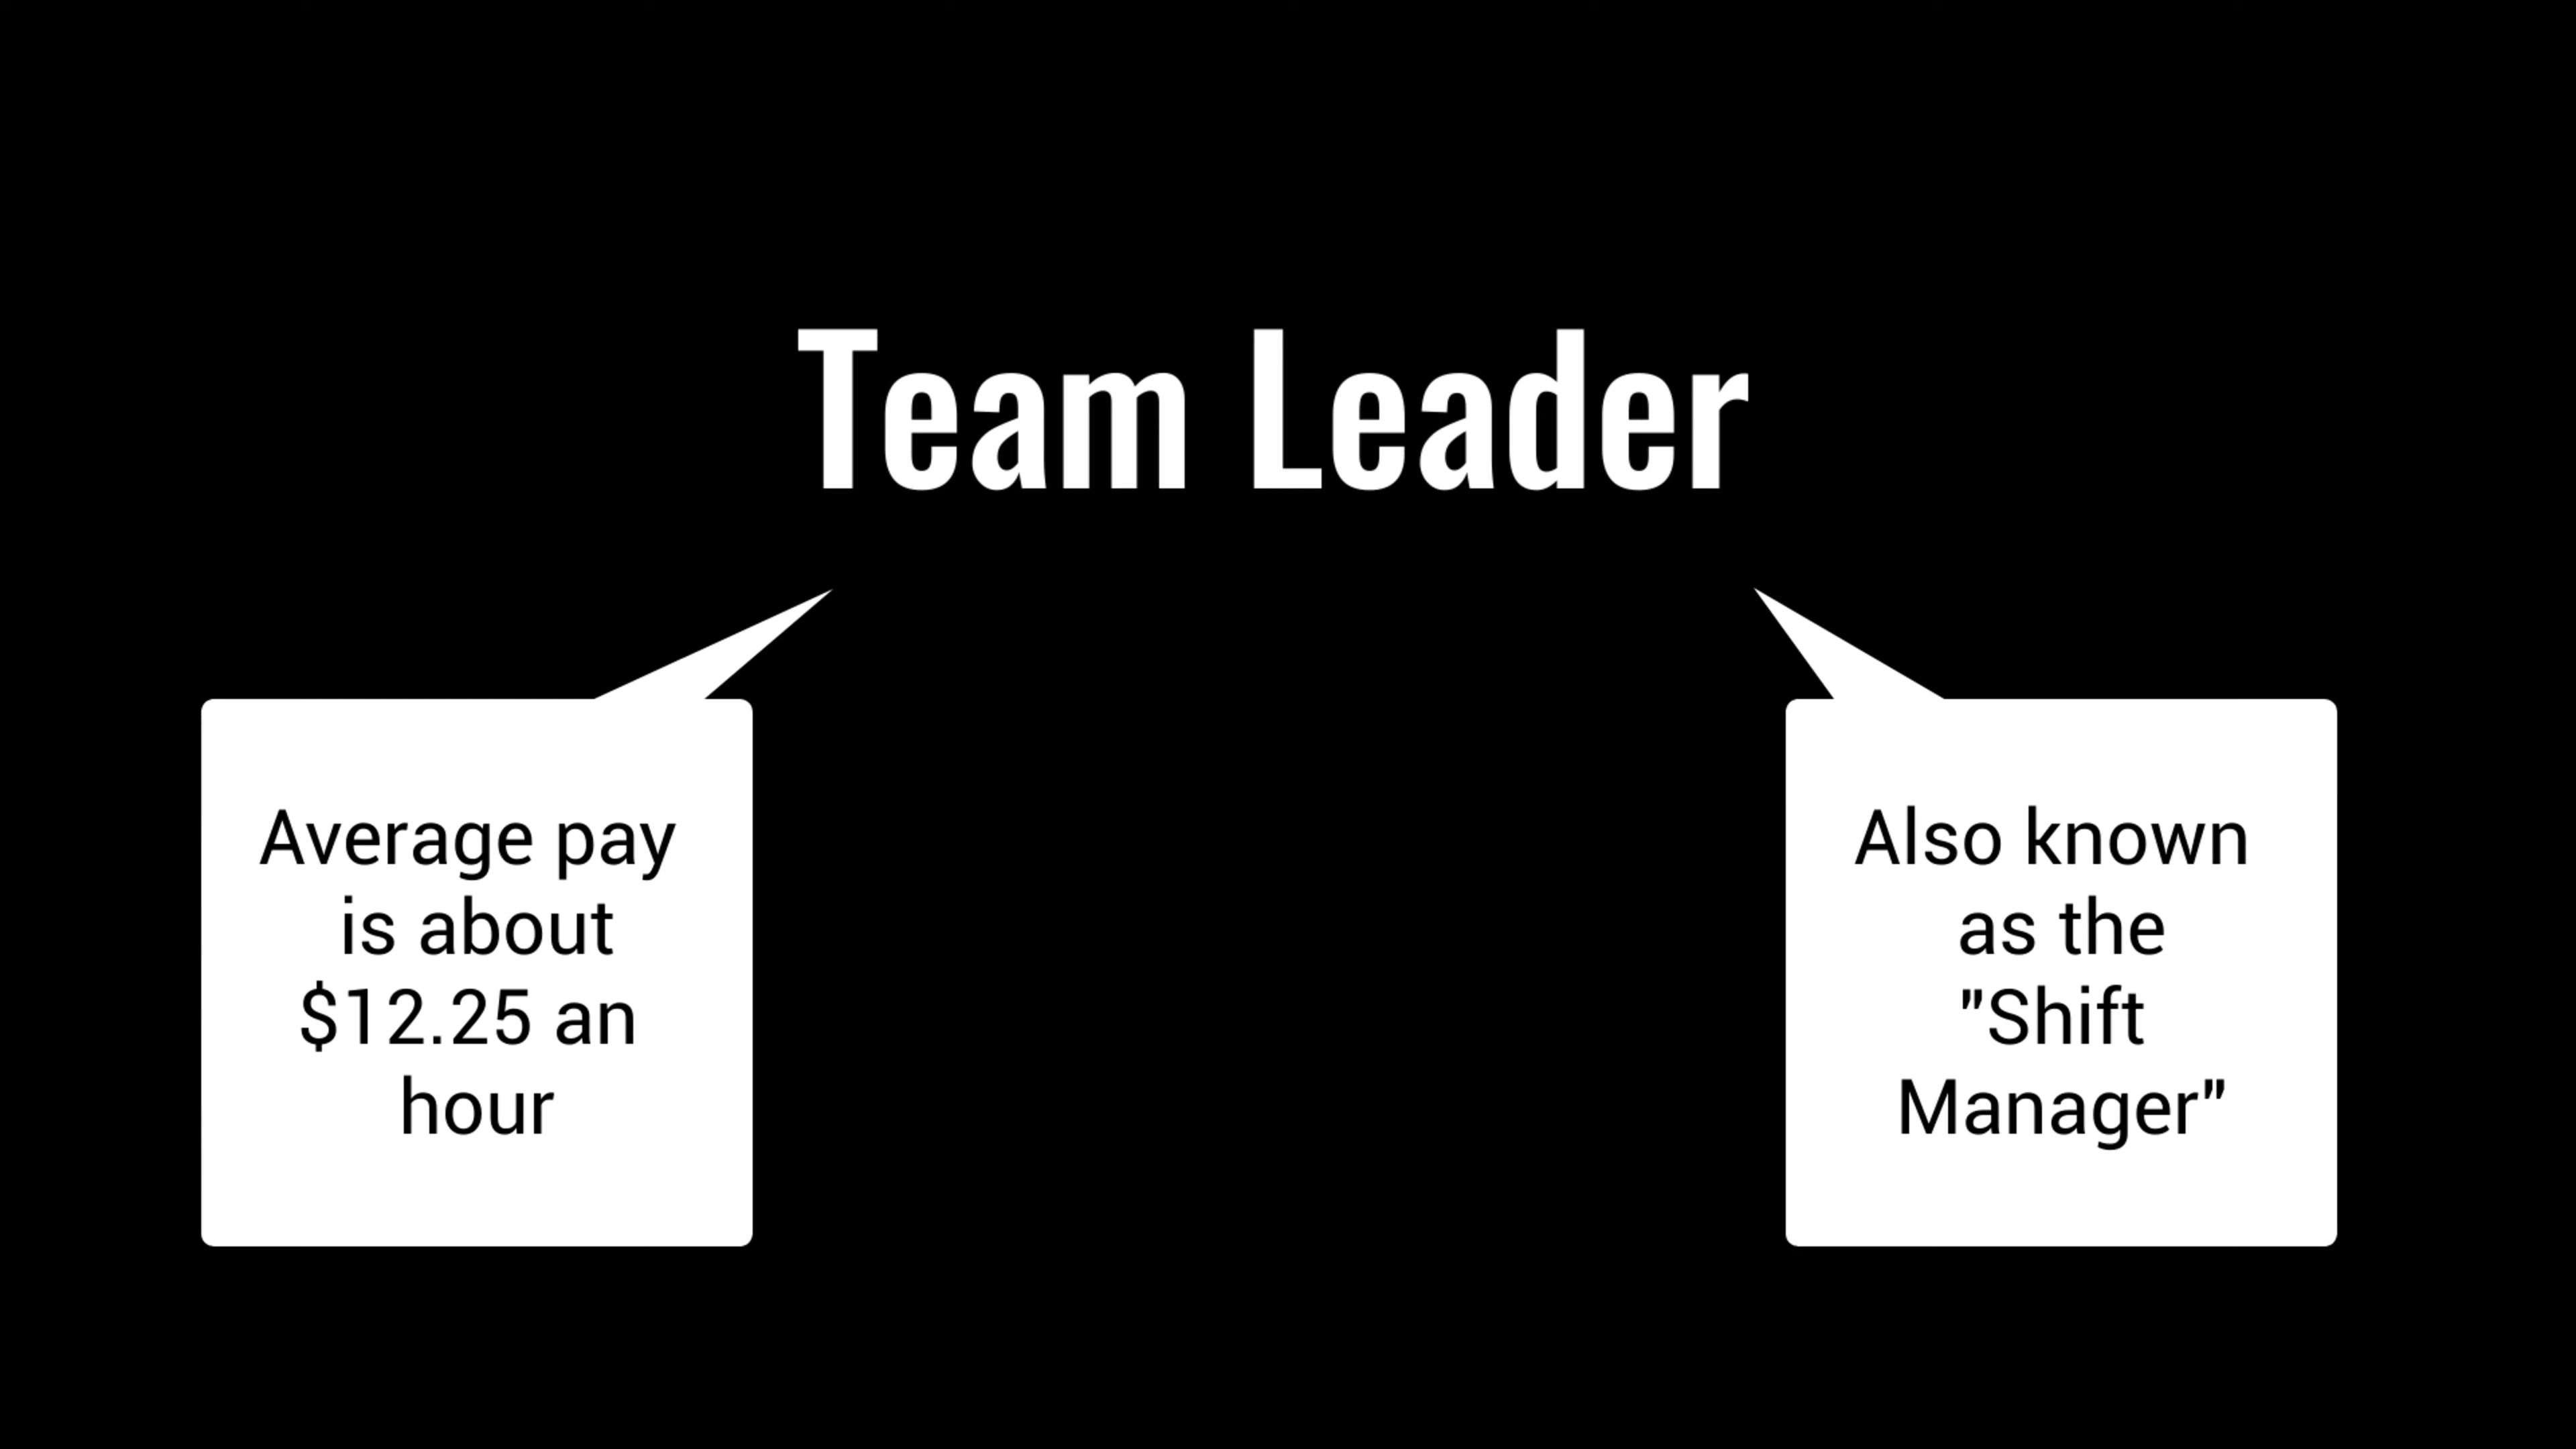 Team Leader
Average pay
is about
$12.25 an
hour
Also known
as the
"Shift
Manager"